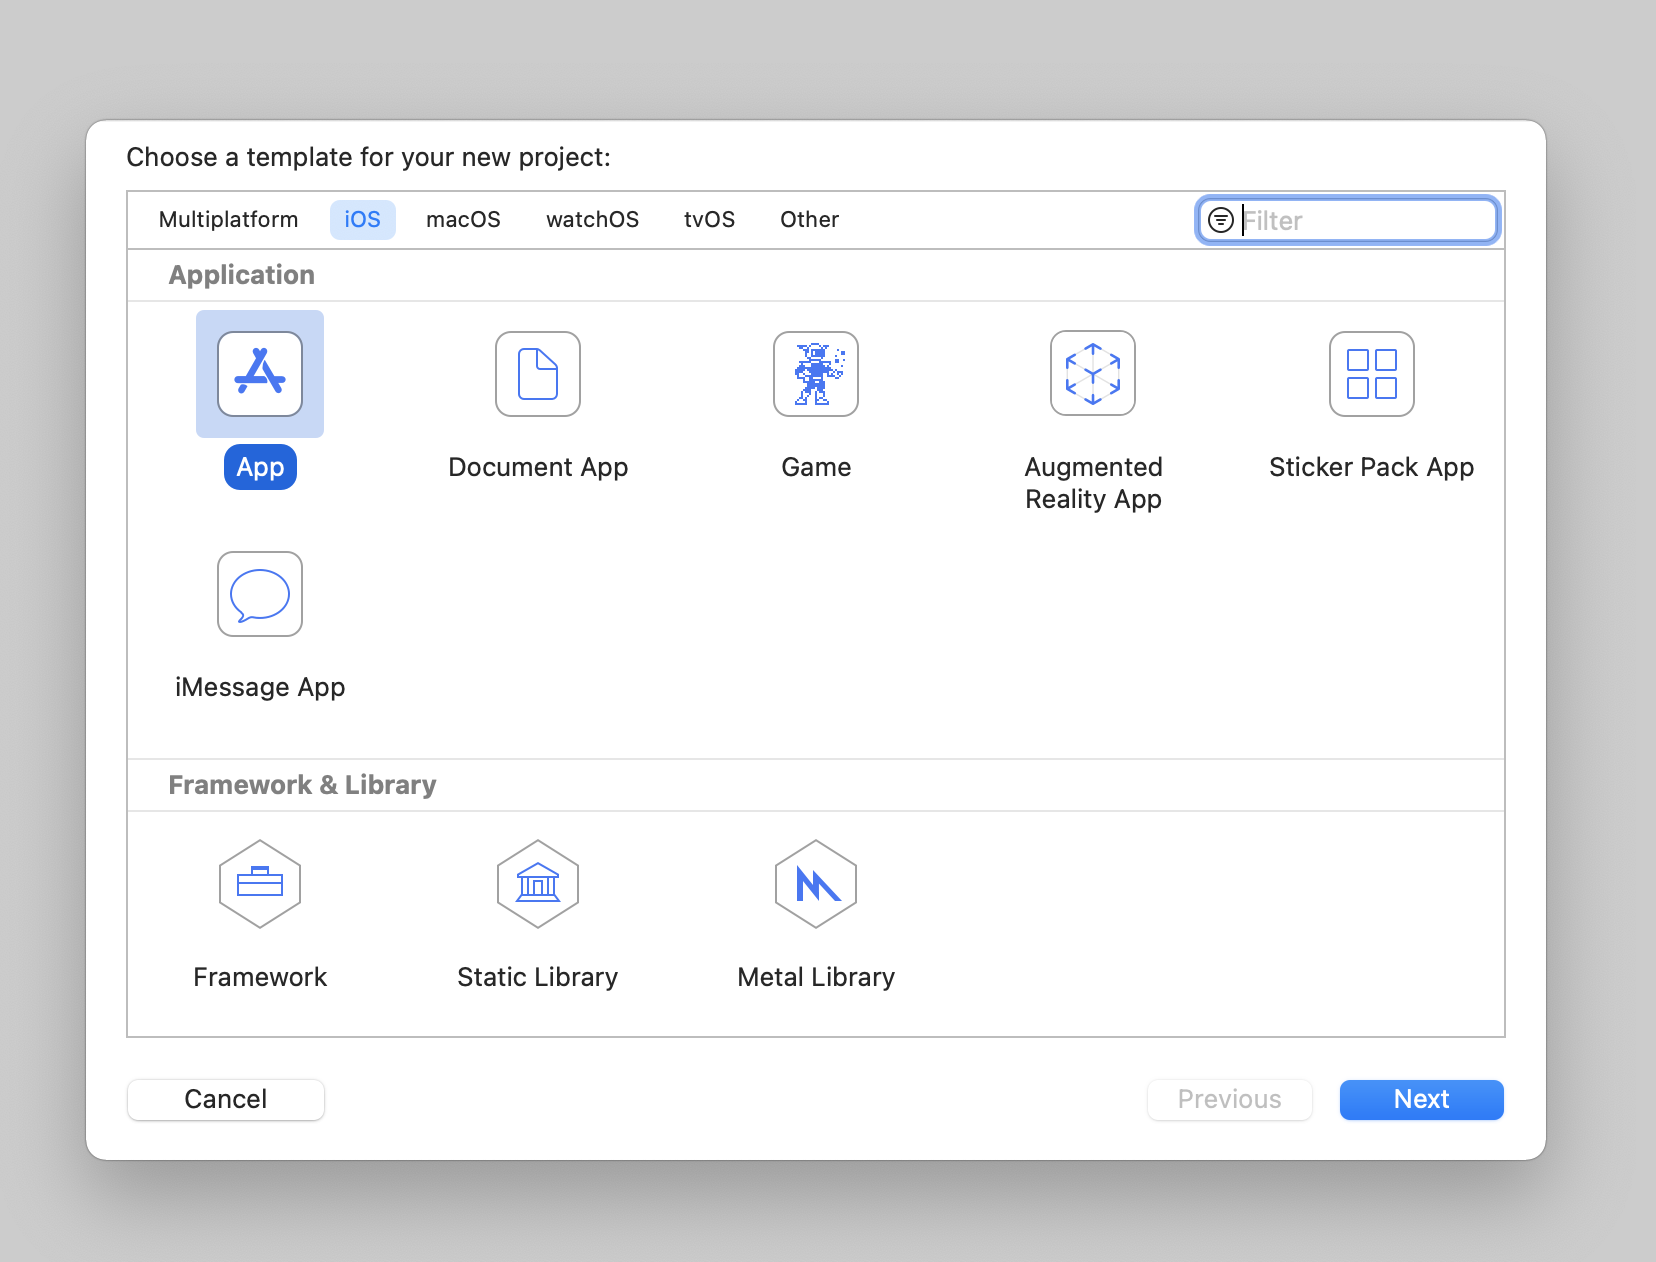 Choose a template for your new project:
Multiplatform iOS macOS watchOS tvOS Other Filter
Application
App Document App Game Augmented Reality App Sticker Pack App
iMessage App
Framework & Library
Framework Static Library Metal Library
Cancel Previous Next